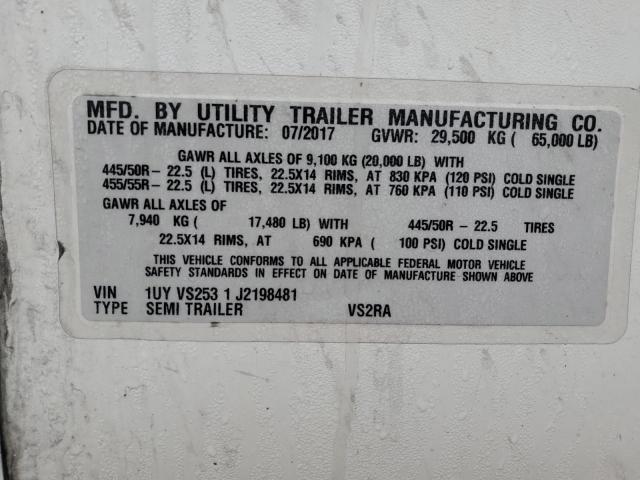 MFD. BY UTILITY TRAILER MANUFACTURING CO.
DATE OF MANUFACTURE: 07/2017 GVWR: 29,500 KG ( 65,000 LB)
GAWR ALL AXLES OF 9,100 KG (20,000 LB) WITH
445/50R- 22.5 (L) TIRES, 22.5X14 RIMS, AT 830 KPA (120 PSI) COLD SINGLE
455/55R- 22.5 (L) TIRES, 22.5X14 RIMS, AT 760 KPA (110 PSI) COLD SINGLE
GAWR ALL AXLES OF
7,940 KG ( 17,480 LB) WITH 445/50R - 22.5 TIRES
22.5X14 RIMS, AT 690 KPA ( 100 PSI) COLD SINGLE
THIS VEHICLE CONFORMS TO ALL APPLICABLE FEDERAL MOTOR VEHICLE
SAFETY STANDARDS IN EFFECT ON DATE OF MANUFACTURE SHOWN ABOVE
VIN 1UY VS253 1 J2198481
TYPE SEMI TRAILER VS2RA